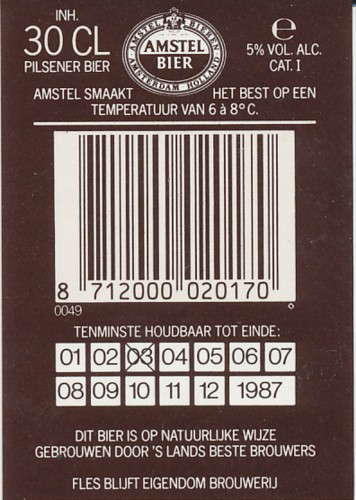 INH.
30 CL
PILSENER BIER
AMSTEL BIEREN
AMSTEL
BIER
AMSTERDAM HOLLAND
e
5% VOL. ALC.
CAT. I
AMSTEL SMAAKT HET BEST OP EEN
TEMPERATUUR VAN 6 à 8° C.
8 712000 020170
0049
TENMINSTE HOUDBAAR TOT EINDE:
01 02 03 04 05 06 07
08 09 10 11 12 1987
DIT BIER IS OP NATUURLIJKE WIJZE
GEBROUWEN DOOR 'S LANDS BESTE BROUWERS
FLES BLIJFT EIGENDOM BROUWERIJ